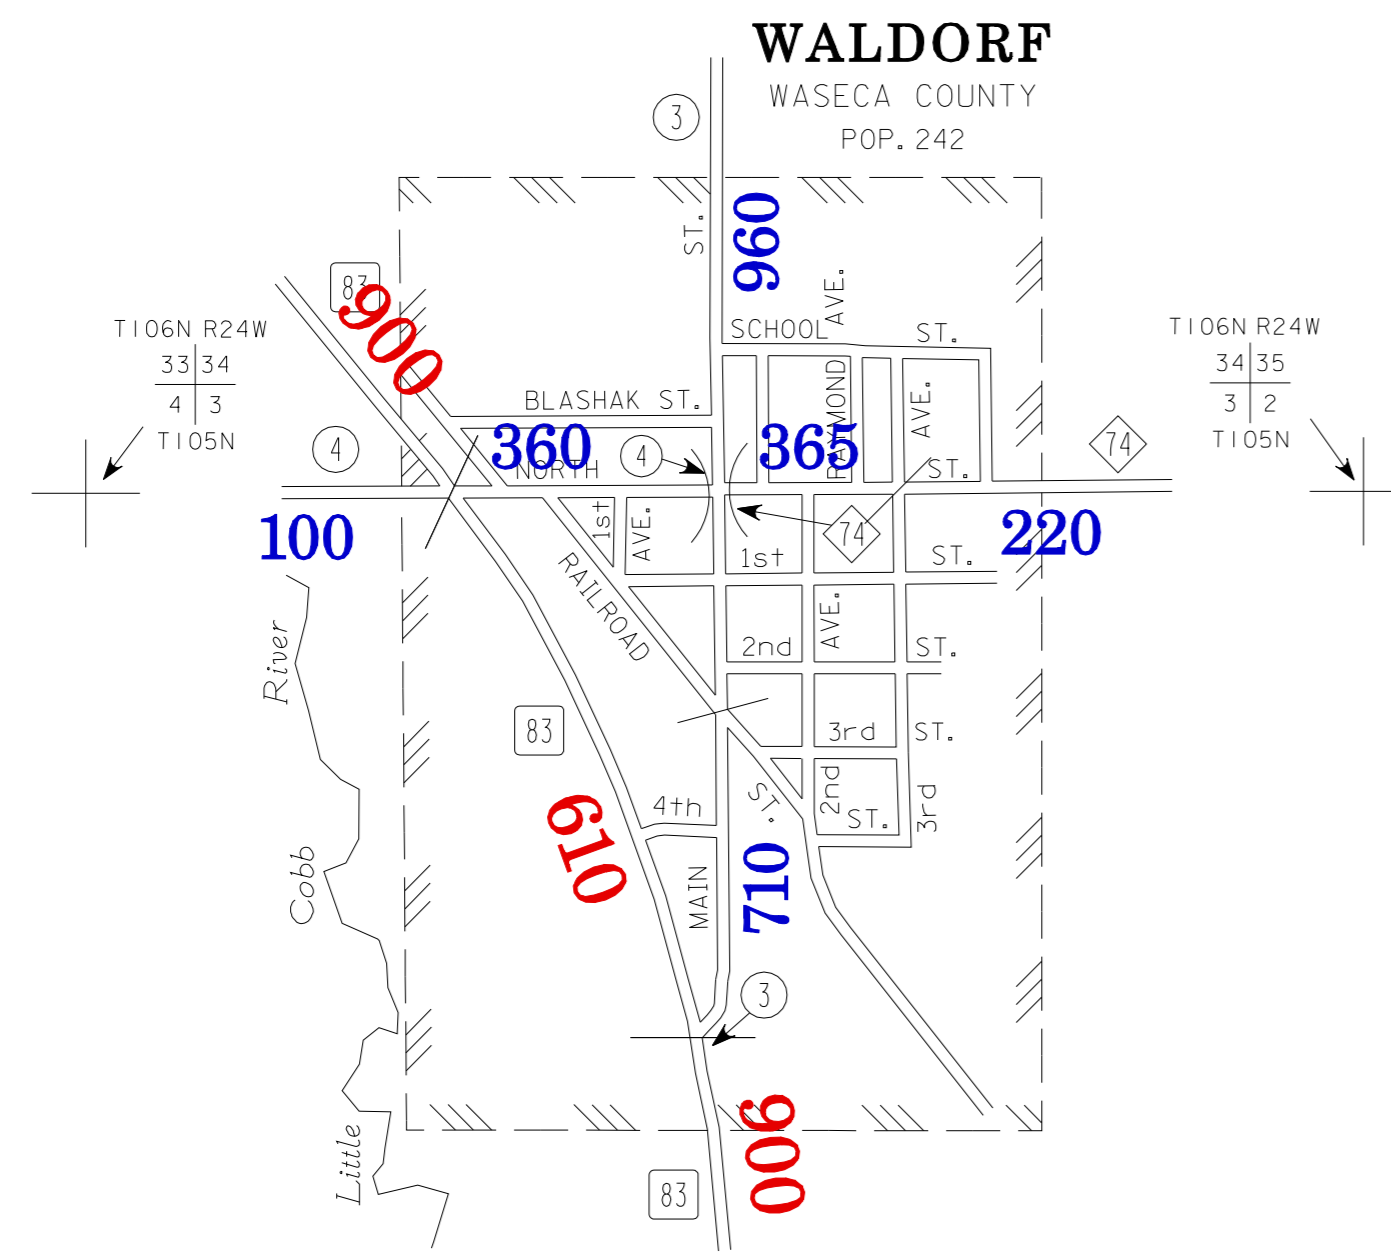 WALDORF
WASECA COUNTY
POP. 242
3
ST.
960
83
900
AVE.
SCHOOL ST.
T106N R24W
33 34
4 3
T105N
T106N R24W
34 35
3 2
T105N
BLASHAK ST.
RAYMOND
AVE.
4
360
NORTH
4
365
ST.
74
100
1st
AVE.
74
220
1st ST.
RAILROAD
AVE.
2nd ST.
River
83
3rd ST.
610
4th
ST.
2nd
ST.
3rd
MAIN
710
Cobb
3
Little
900
83